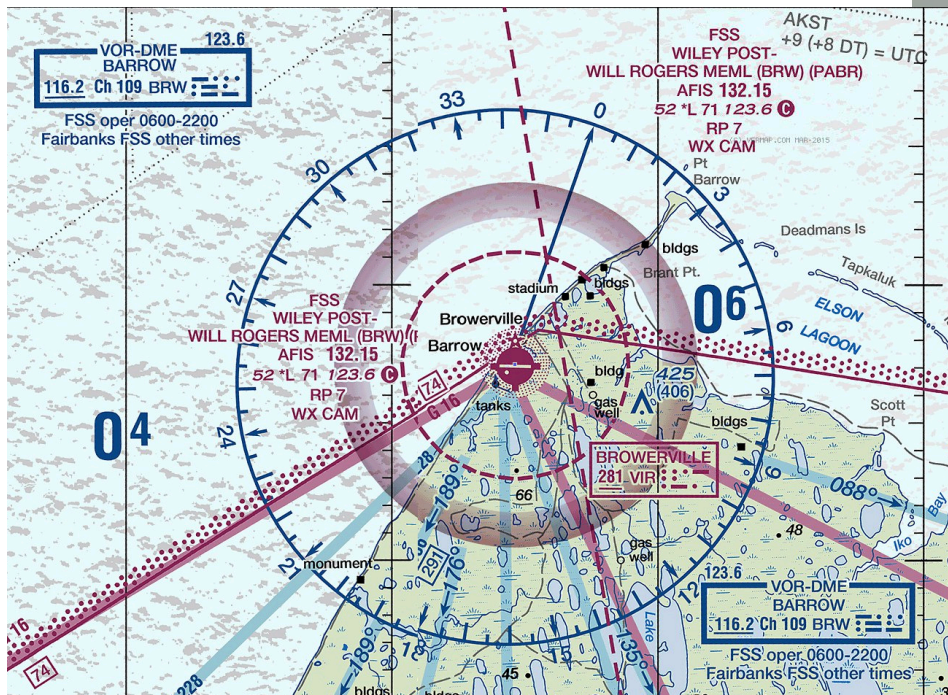 123.6
VOR-DME
BARROW
116.2 Ch 109 BRW
FSS oper 0600-2200
Fairbanks FSS other times
AKST
+9 (+8 DT) = UTC
FSS
WILEY POST-
WILL ROGERS MEML (BRW) (PABR)
AFIS 132.15
52 *L 71 123.6 C
RP 7
WX CAM
Pt
Barrow
33
0
30
3
27
6
24
9
21
12
18
15
Deadmans Is
Tapkaluk
ELSON
LAGOON
bldgs
Brant Pt.
stadium
bldgs
06
Browerville
Barrow
FSS
WILEY POST-
WILL ROGERS MEML (BRW) (
AFIS 132.15
52 *L 71 123.6 C
RP 7
WX CAM
74
G 16
bldg
425
(406)
gas
well
tanks
Scott
Pt
bldgs
04
BROWERVILLE
281 VIR
28
189°
66
088°
Bay
Iko
48
291
176°
gas
well
monument
123.6
VOR-DME
BARROW
116.2 Ch 109 BRW
FSS oper 0600-2200
Fairbanks FSS other times
16
74
228
189°
135°
Lake
45
bldgs
bldgs